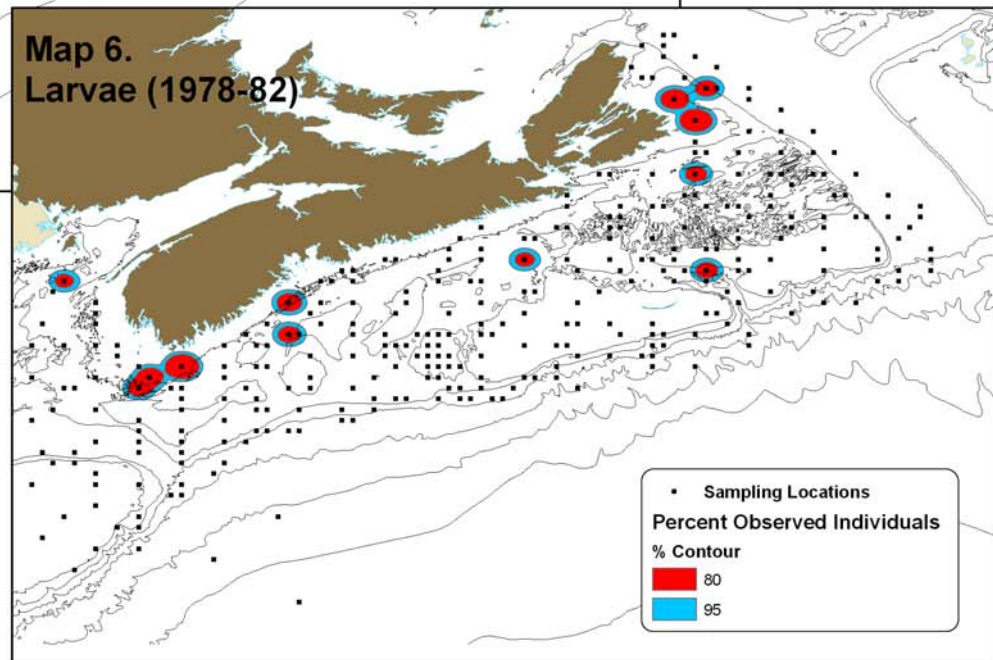 Map 6.
Larvae (1978-82)
Sampling Locations
Percent Observed Individuals
% Contour
80
95